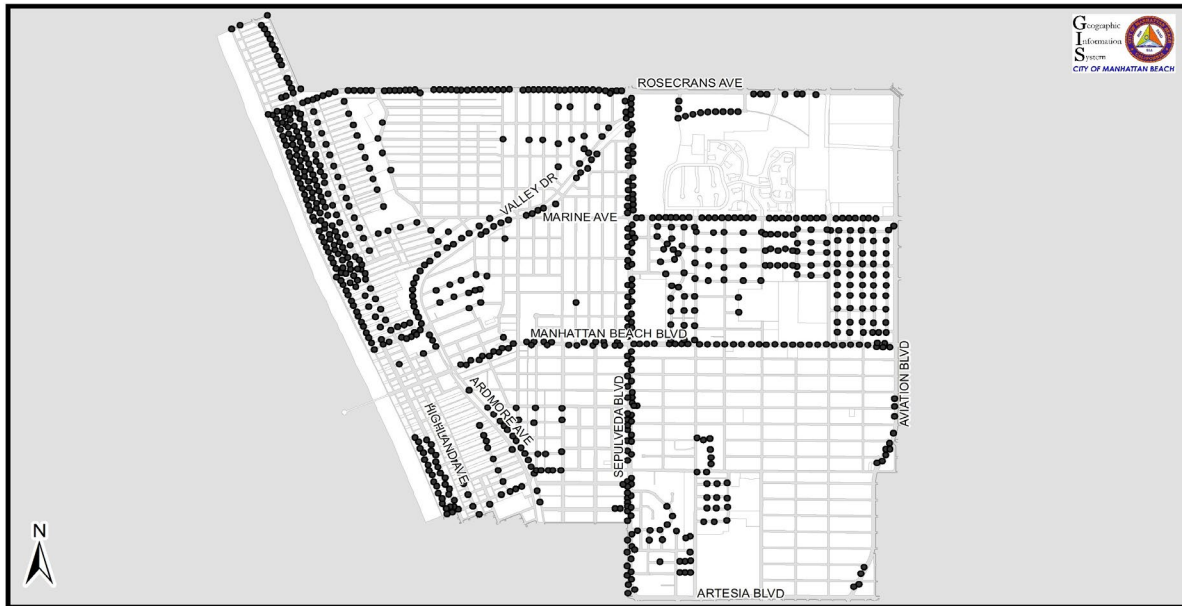 Geographic
Information
System
CITY OF MANHATTAN BEACH
ROSECRANS AVE
VALLEY DR
MARINE AVE
MANHATTAN BEACH BLVD
ARDMORE AVE
HIGHLAND AVE
SEPULVEDA BLVD
AVIATION BLVD
N
ARTESIA BLVD